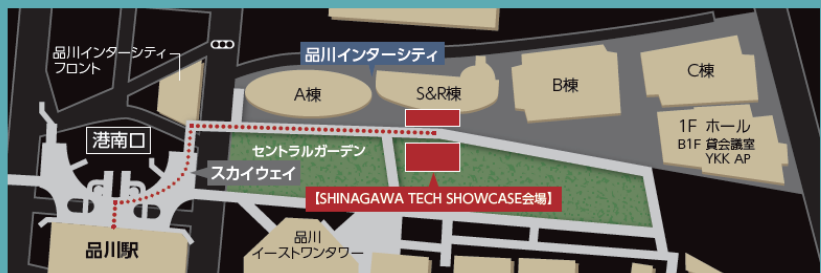 品川インターシティ
フロント
品川インターシティ
A棟
S&R棟
B棟
C棟
1F ホール
B1F 貸会議室
YKK AP
港南口
セントラルガーデン
スカイウェイ
【SHINAGAWA TECH SHOWCASE会場】
品川駅
品川
イーストワンタワー